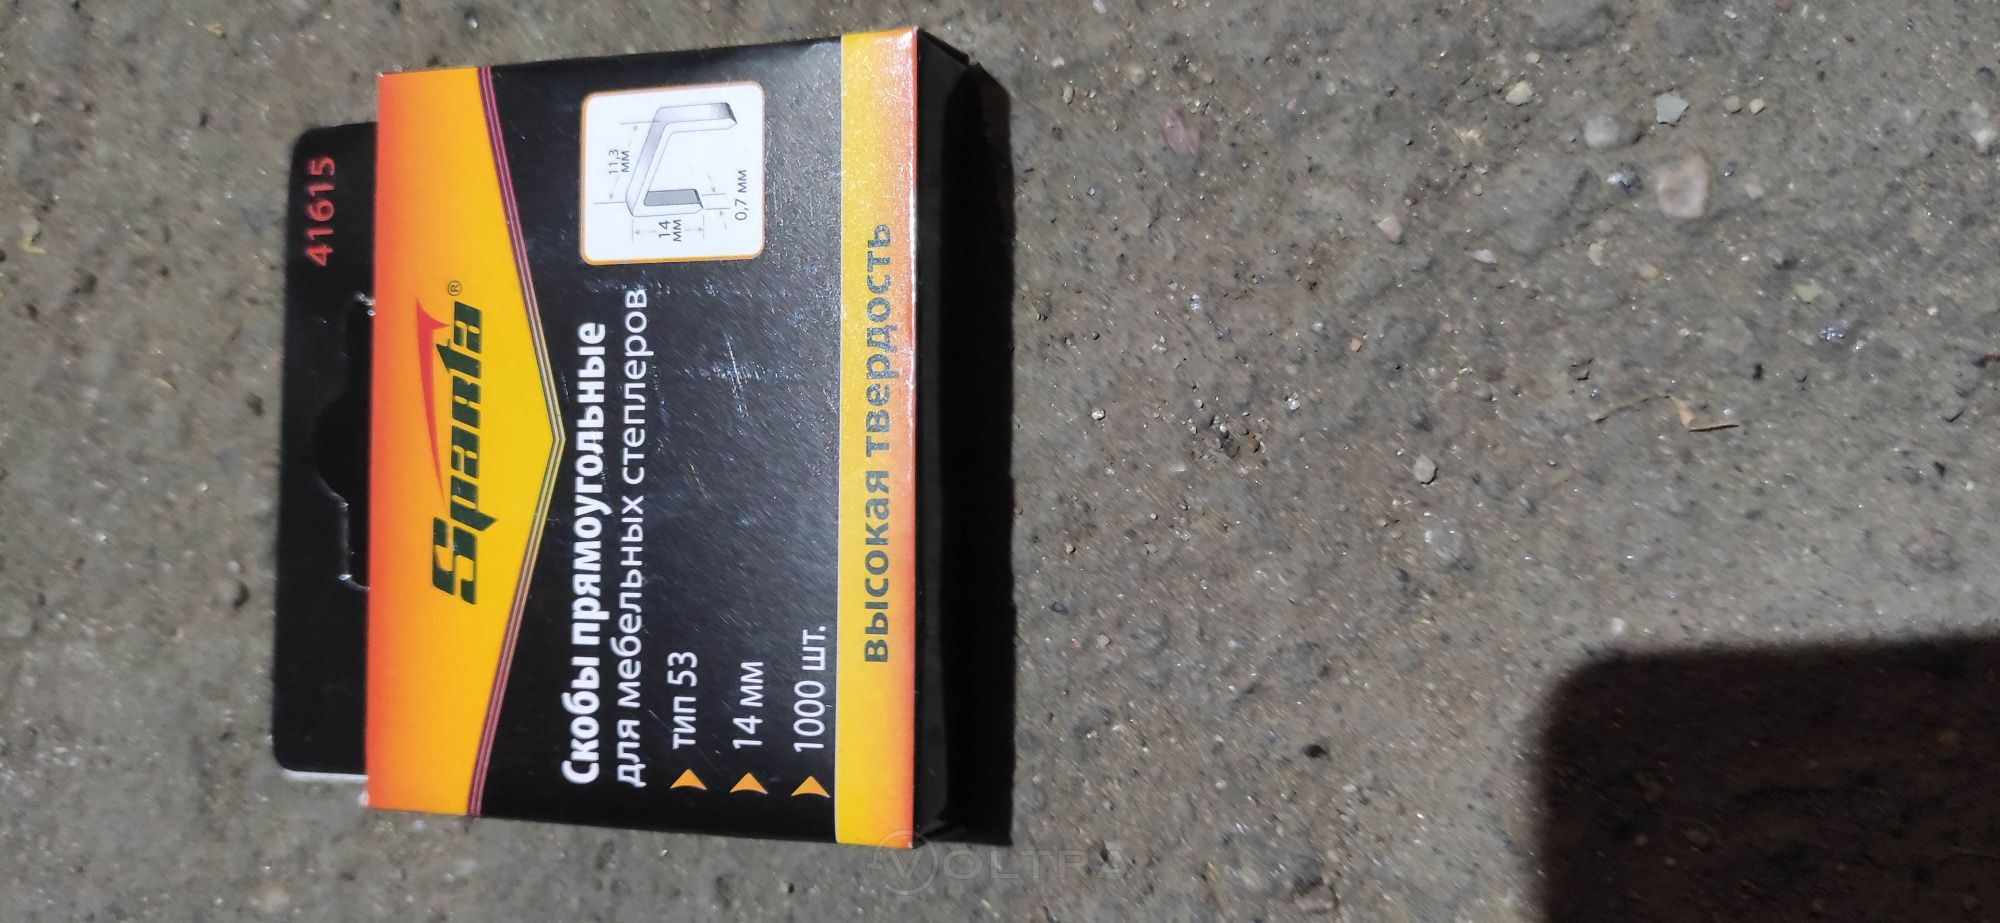 41615
Sparta®
Скобы прямоугольные
для мебельных степлеров
тип 53
14 мм
1000 шт.
11,3
мм
14
мм
0,7 мм
высокая твердость
VOLTRA